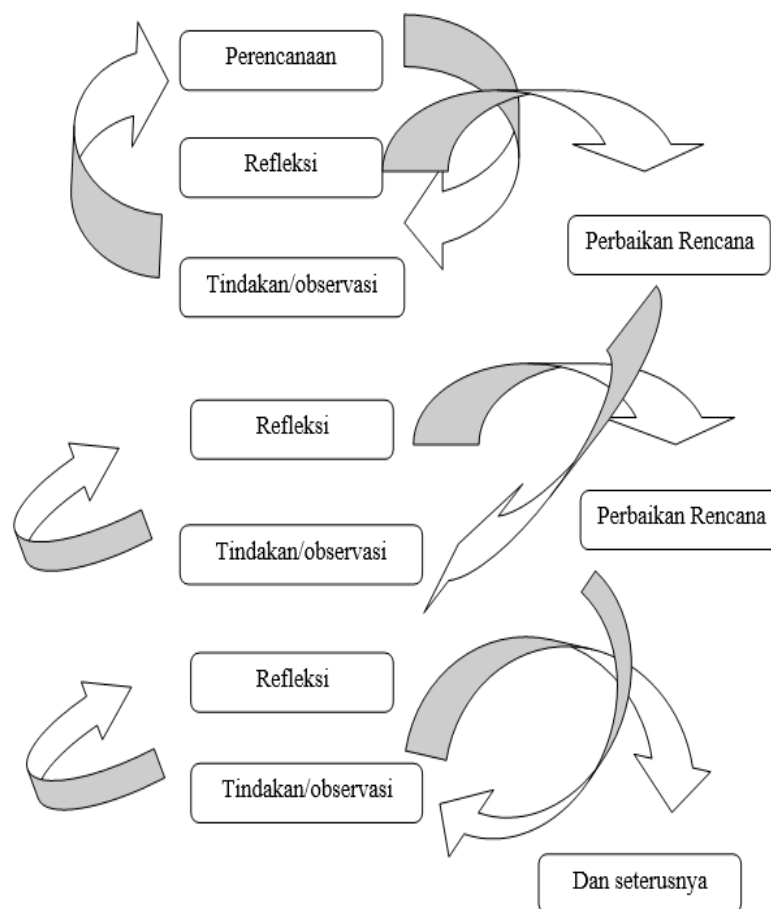 Perencanaan
Refleksi
Tindakan/observasi
Perbaikan Rencana
Refleksi
Tindakan/observasi
Perbaikan Rencana
Refleksi
Tindakan/observasi
Dan seterusnya